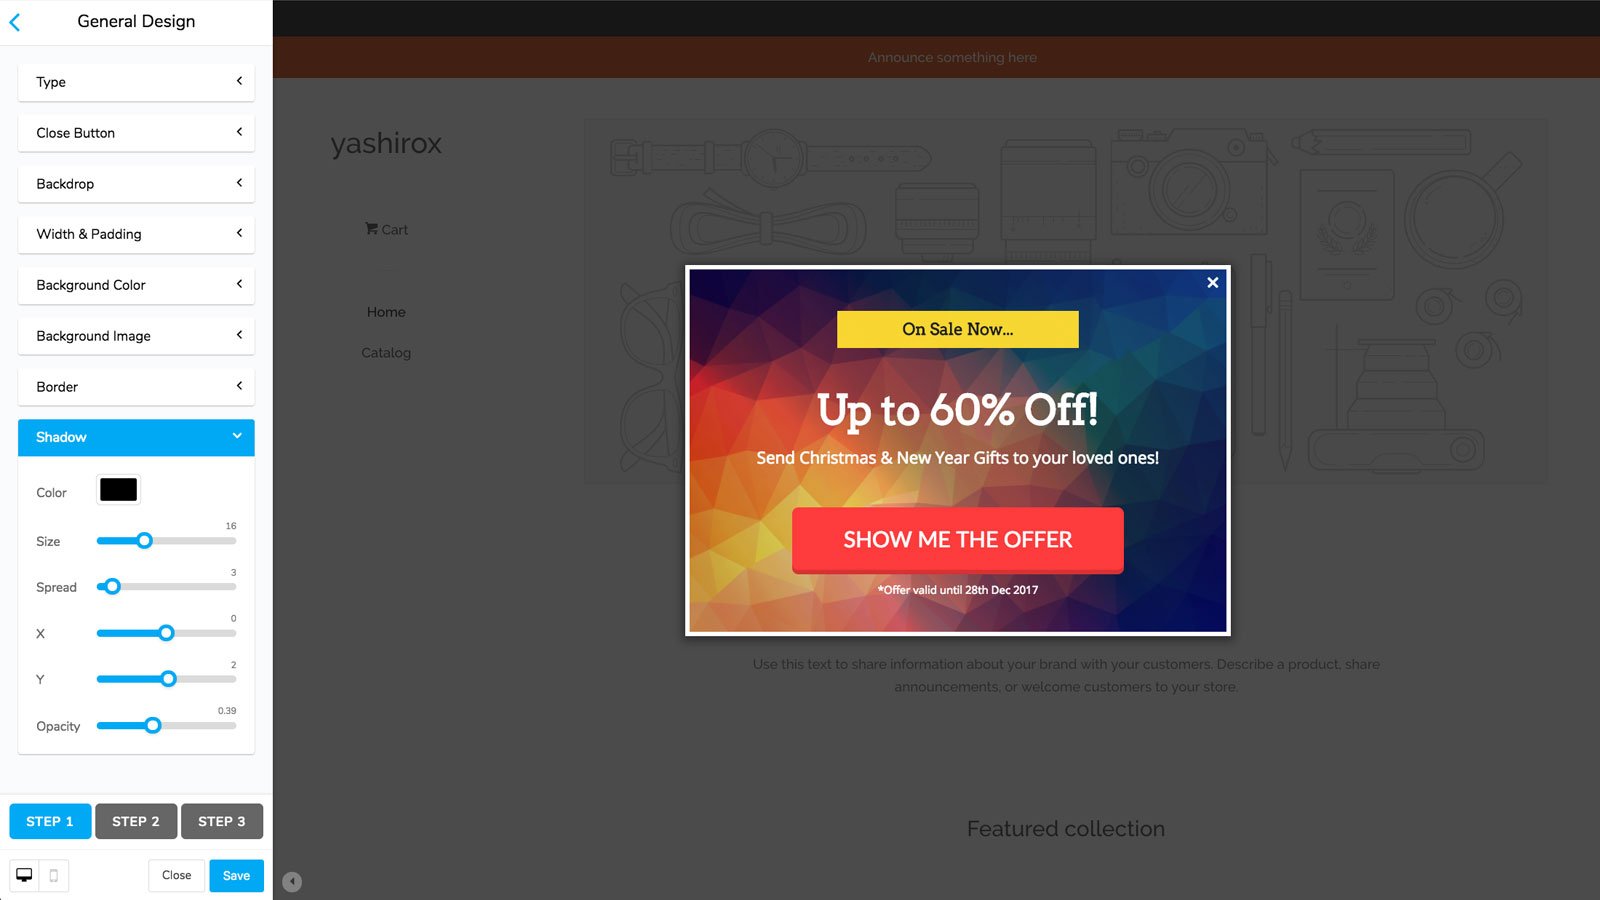 General Design
Type
Close Button
Backdrop
Width & Padding
Background Color
Background Image
Border
Shadow
Color
16
Size
3
Spread
0
X
2
Y
0.39
Opacity
STEP 1 STEP 2 STEP 3
Close Save
Announce something here
yashirox
Cart
Home
Catalog
On Sale Now...
Up to 60% Off!
Send Christmas & New Year Gifts to your loved ones!
SHOW ME THE OFFER
*Offer valid until 28th Dec 2017
Use this text to share information about your brand with your customers. Describe a product, share
announcements, or welcome customers to your store.
Featured collection